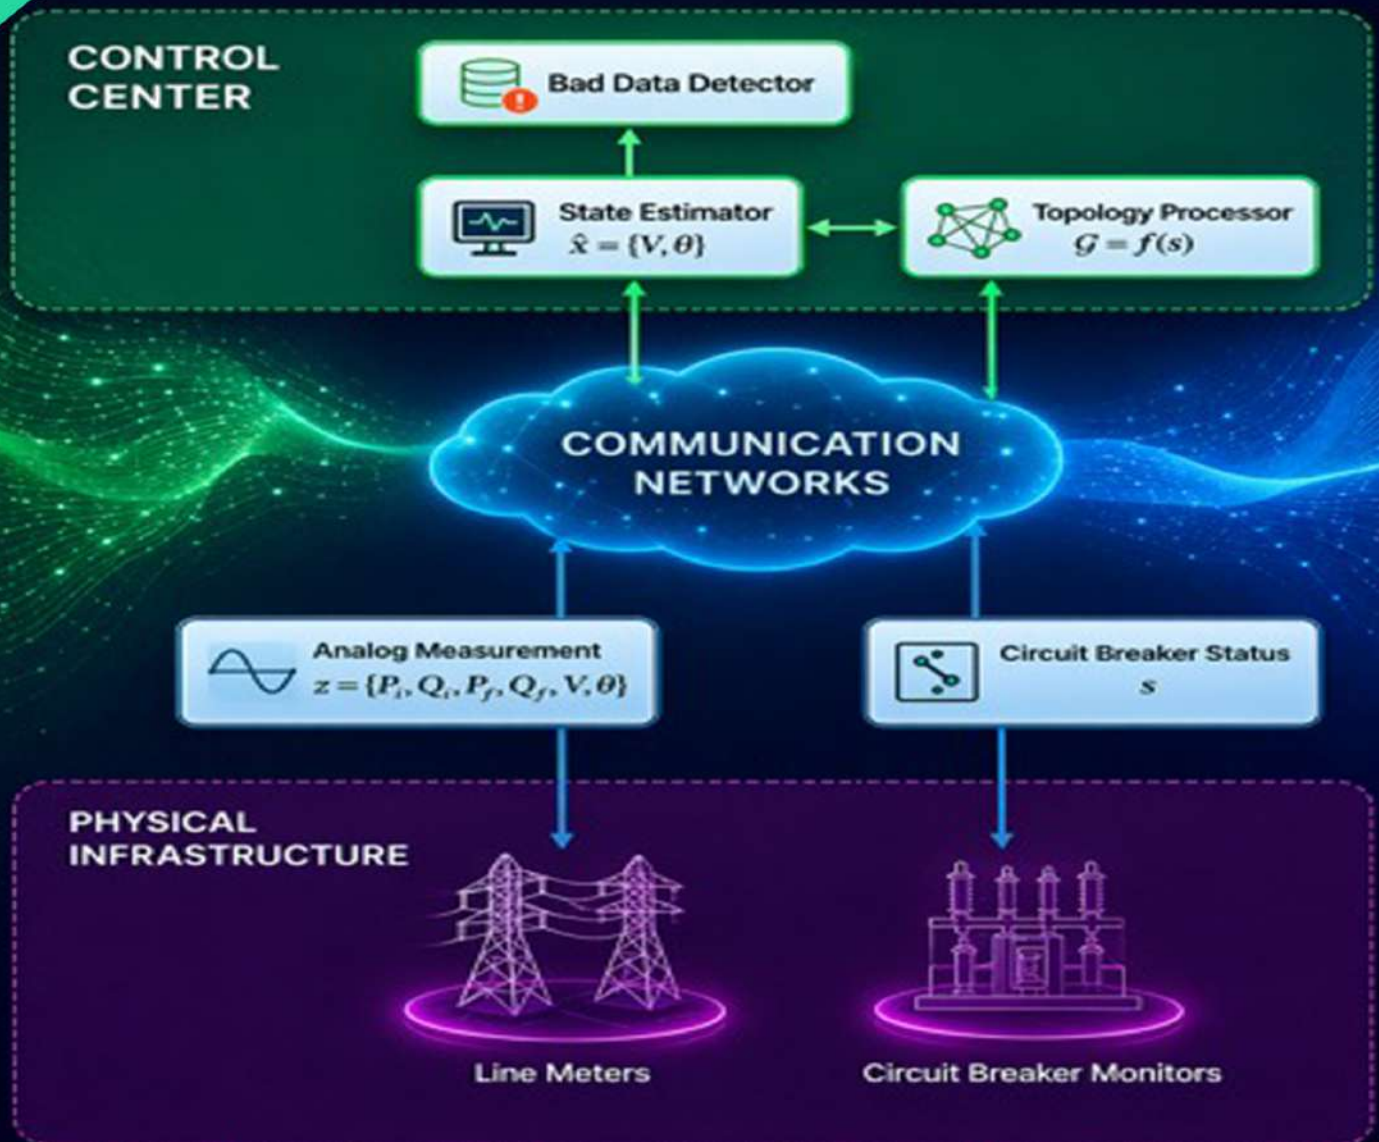 CONTROL
CENTER
Bad Data Detector
State Estimator
x̂ = {V, θ}
Topology Processor
𝒢 = f(s)
COMMUNICATION
NETWORKS
Analog Measurement
z = {Pᵢ, Qᵢ, P_f, Q_f, V, θ}
Circuit Breaker Status
s
PHYSICAL
INFRASTRUCTURE
Line Meters
Circuit Breaker Monitors